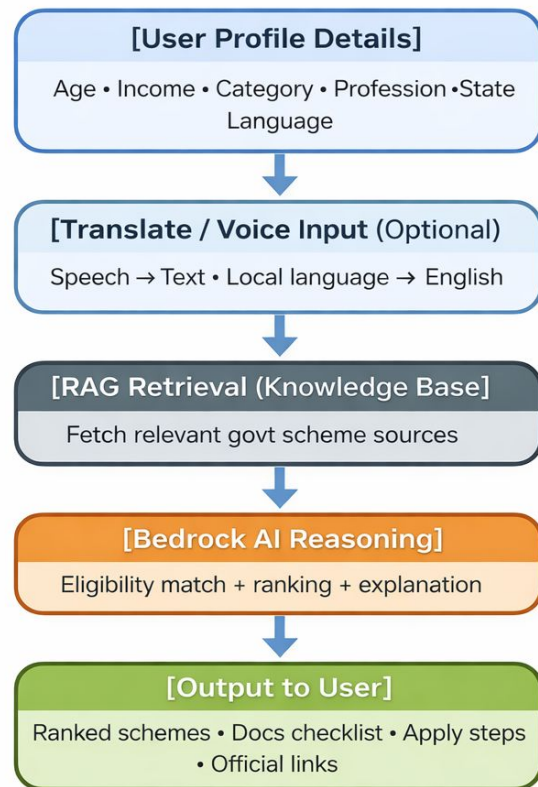 [User Profile Details]
Age • Income • Category • Profession •State
Language
[Translate / Voice Input (Optional)
Speech → Text • Local language → English
[RAG Retrieval (Knowledge Base]
Fetch relevant govt scheme sources
[Bedrock AI Reasoning]
Eligibility match + ranking + explanation
[Output to User]
Ranked schemes • Docs checklist • Apply steps
• Official links